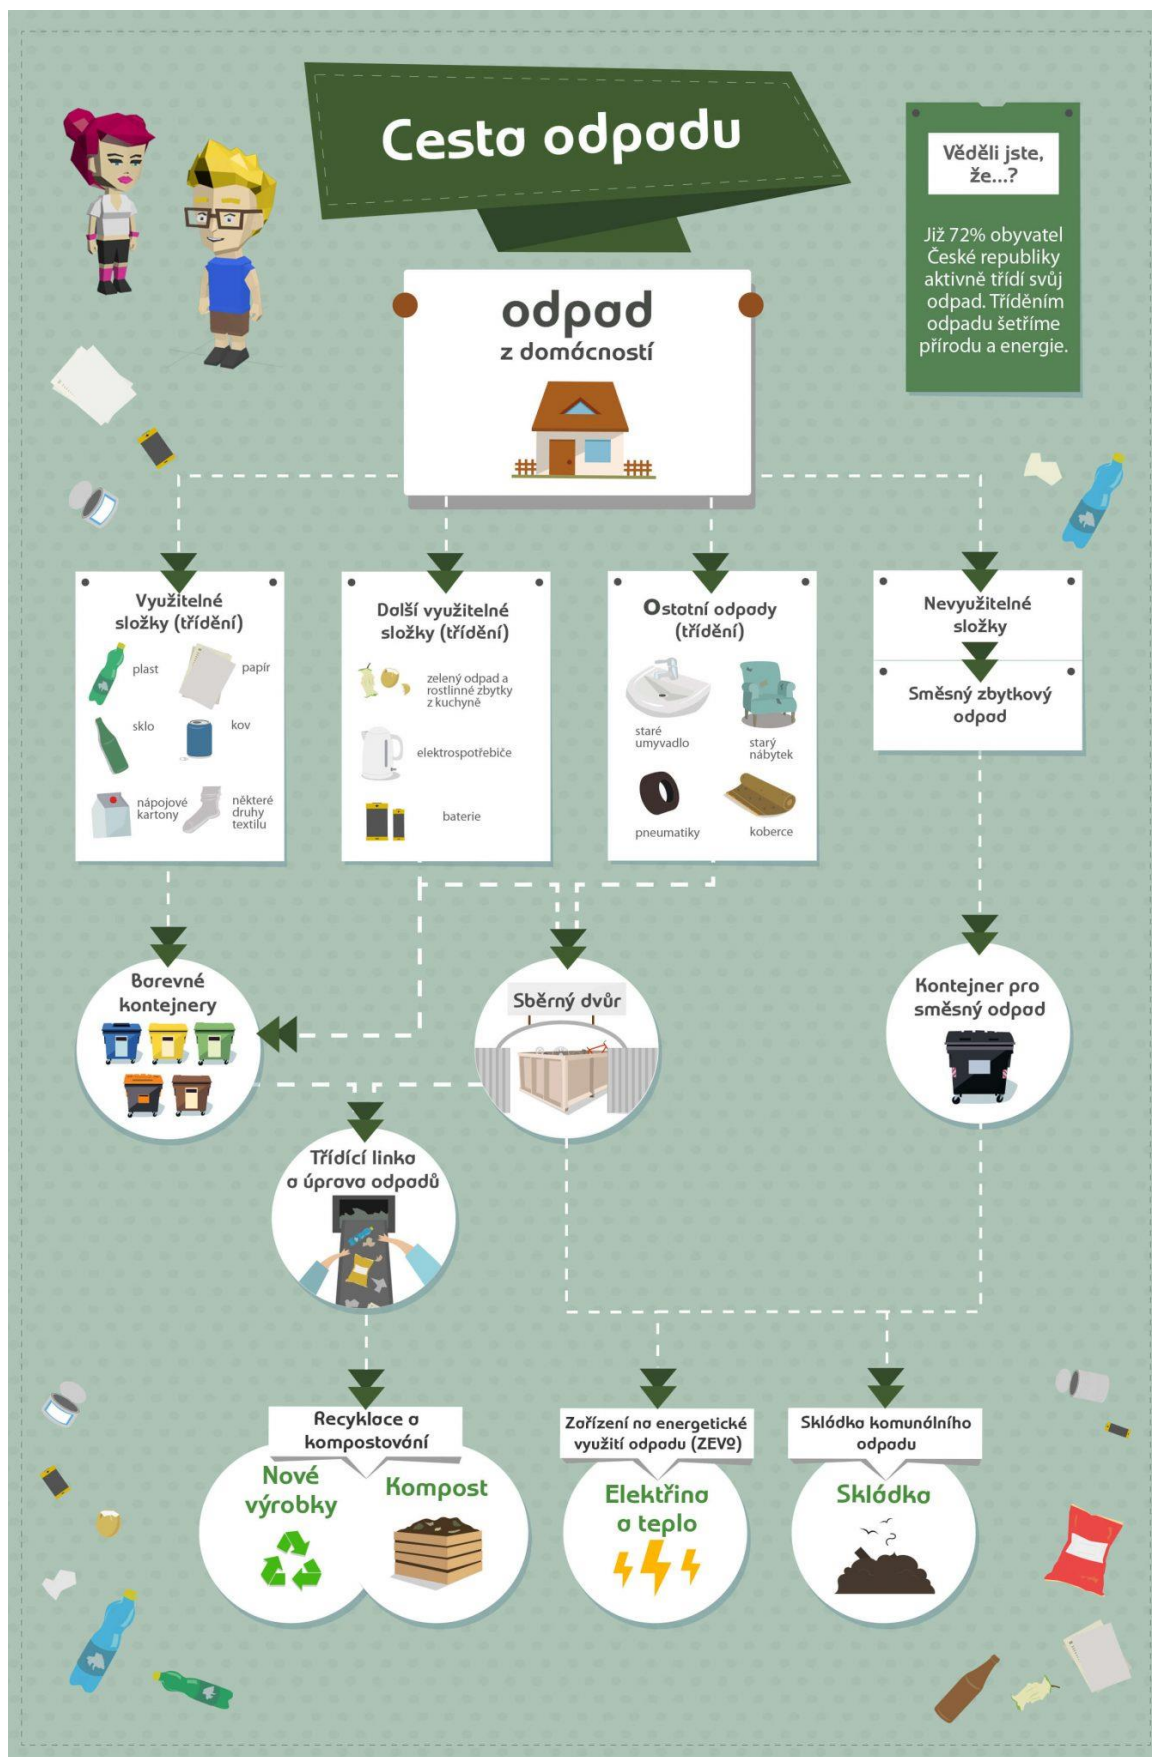 Cesta odpadu
Věděli jste,
že...?
Již 72% obyvatel
České republiky
aktivně třídí svůj
odpad. Tříděním
odpadu šetříme
přírodu a energie.
odpad
z domácností
Využitelné
složky (třídění)
plast
papír
sklo
kov
nápojové
kartony
některé
druhy
textilu
Další využitelné
složky (třídění)
zelený odpad a
rostlinné zbytky
z kuchyně
elektrospotřebiče
baterie
Ostatní odpady
(třídění)
staré
umyvadlo
starý
nábytek
pneumatiky
koberce
Nevyužitelné
složky
Směsný zbytkový
odpad
Barevné
kontejnery
Sběrný dvůr
Kontejner pro
směsný odpad
Třídící linka
a úprava odpadů
Recyklace a
kompostování
Nové
výrobky
Kompost
Zařízení na energetické
využití odpadu (ZEVO)
Elektřina
a teplo
Skládka komunálního
odpadu
Skládka